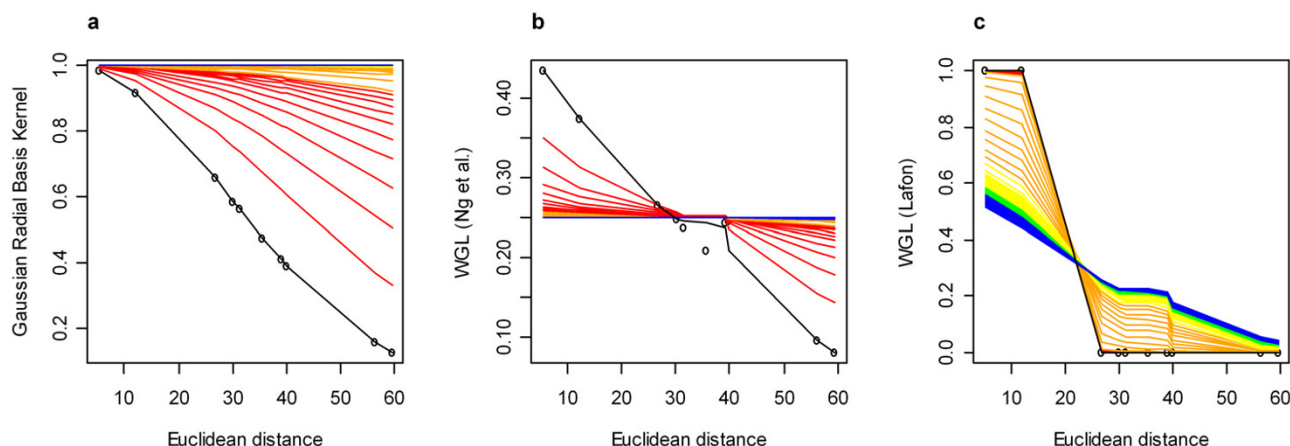 a
Gaussian Radial Basis Kernel
1.0
0.8
0.6
0.4
0.2
10 20 30 40 50 60
Euclidean distance
b
WGL (Ng et al.)
0.40
0.30
0.20
0.10
10 20 30 40 50 60
Euclidean distance
c
WGL (Lafon)
1.0
0.8
0.6
0.4
0.2
0.0
10 20 30 40 50 60
Euclidean distance